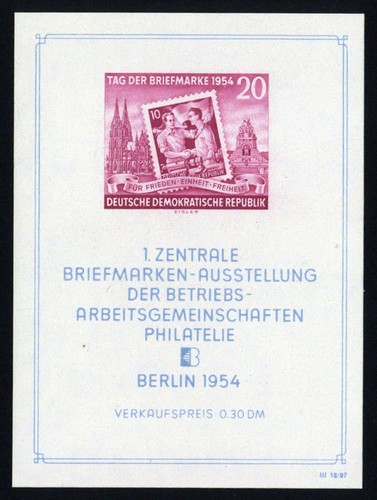 TAG DER BRIEFMARKE 1954 20
10
FÜR FRIEDEN · EINHEIT · FREIHEIT
DEUTSCHE DEMOKRATISCHE REPUBLIK
EIGLER
1. ZENTRALE
BRIEFMARKEN-AUSSTELLUNG
DER BETRIEBS-
ARBEITSGEMEINSCHAFTEN
PHILATELIE
B
BERLIN 1954
VERKAUFSPREIS 0.30 DM
III 18/97